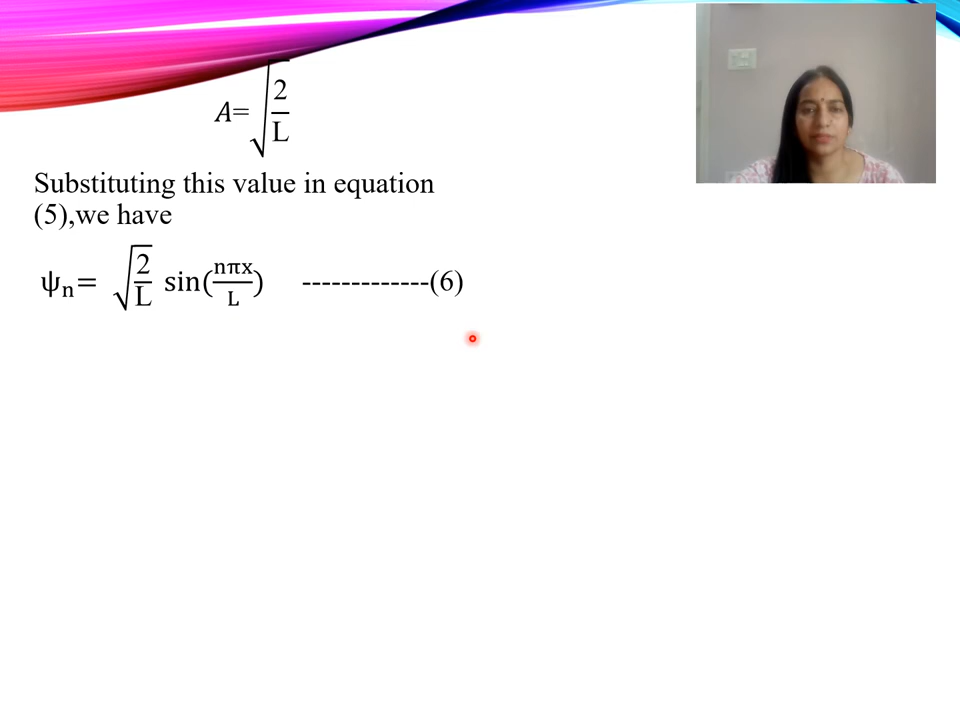 A=√(2/L)
Substituting this value in equation
(5),we have
ψₙ= √(2/L) sin(nπx/L) -------------(6)